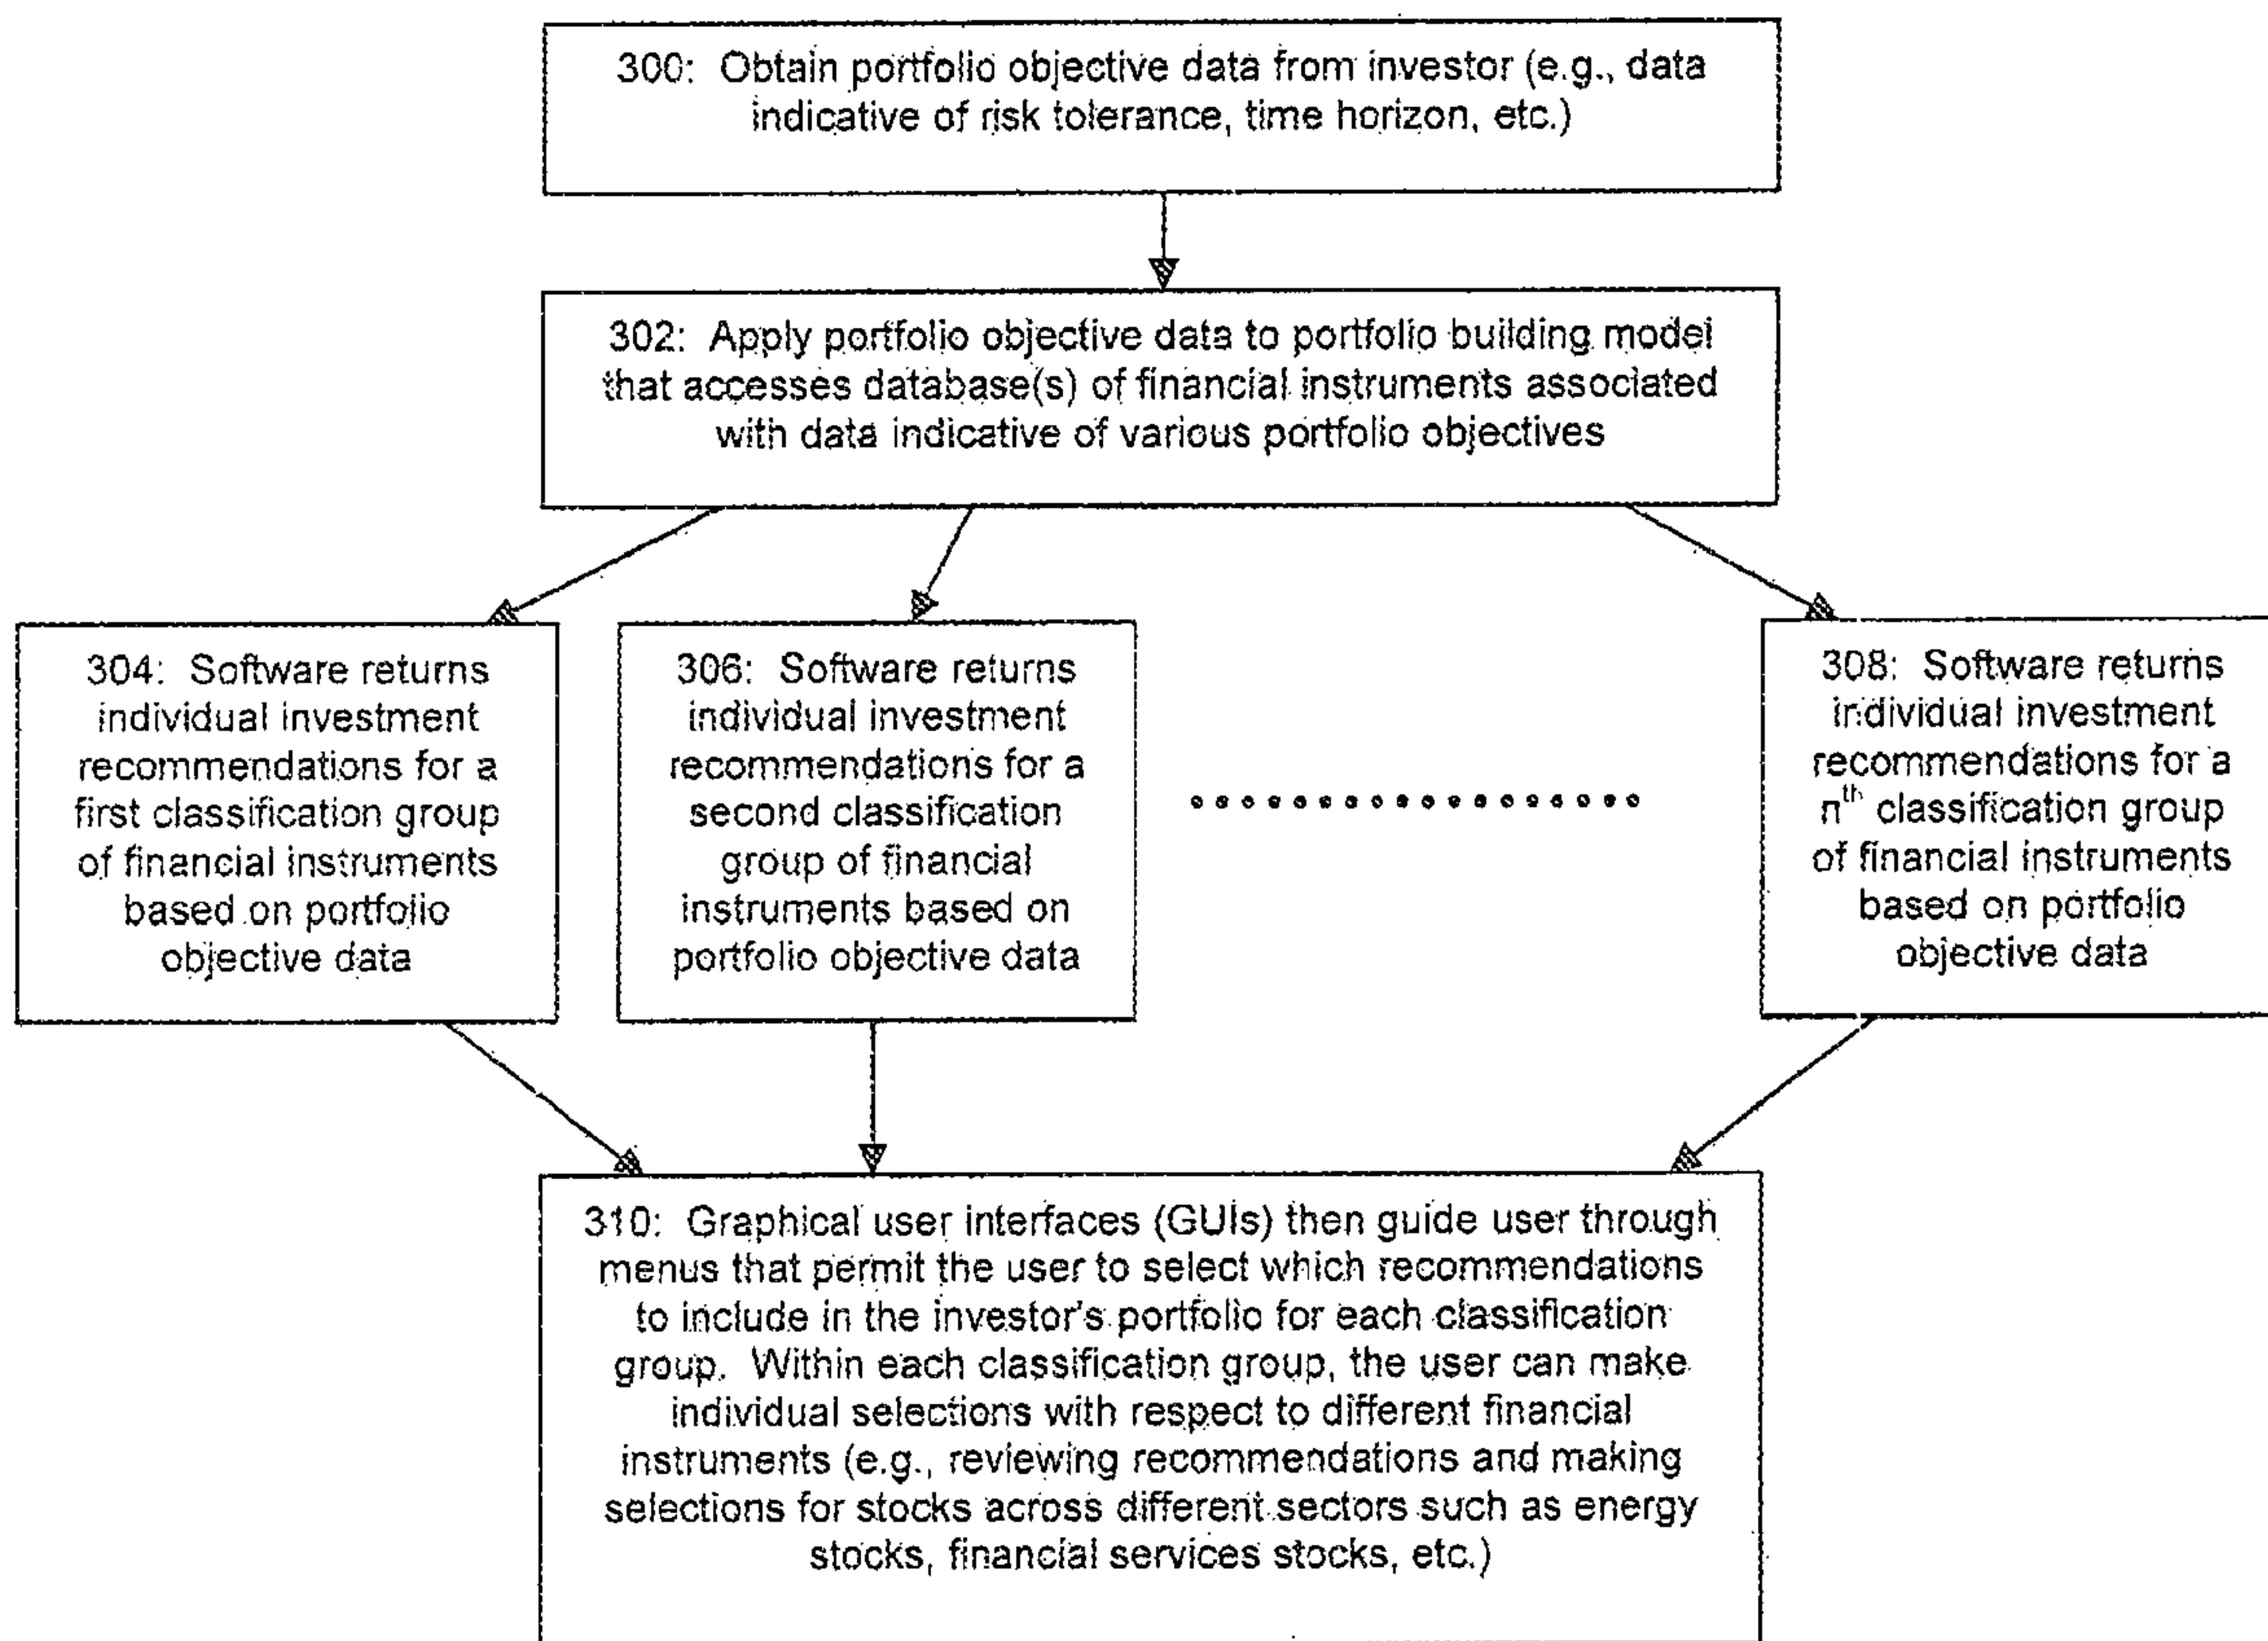 300: Obtain portfolio objective data from investor (e.g., data
indicative of risk tolerance, time horizon, etc.)
302: Apply portfolio objective data to portfolio building model
that accesses database(s) of financial instruments associated
with data indicative of various portfolio objectives
304: Software returns
individual investment
recommendations for a
first classification group
of financial instruments
based on portfolio
objective data
306: Software returns
individual investment
recommendations for a
second classification
group of financial
instruments based on
portfolio objective data
308: Software returns
individual investment
recommendations for a
nth classification group
of financial instruments
based on portfolio
objective data
310: Graphical user interfaces (GUIs) then guide user through
menus that permit the user to select which recommendations
to include in the investor's portfolio for each classification
group. Within each classification group, the user can make
individual selections with respect to different financial
instruments (e.g., reviewing recommendations and making
selections for stocks across different sectors such as energy
stocks, financial services stocks, etc.)